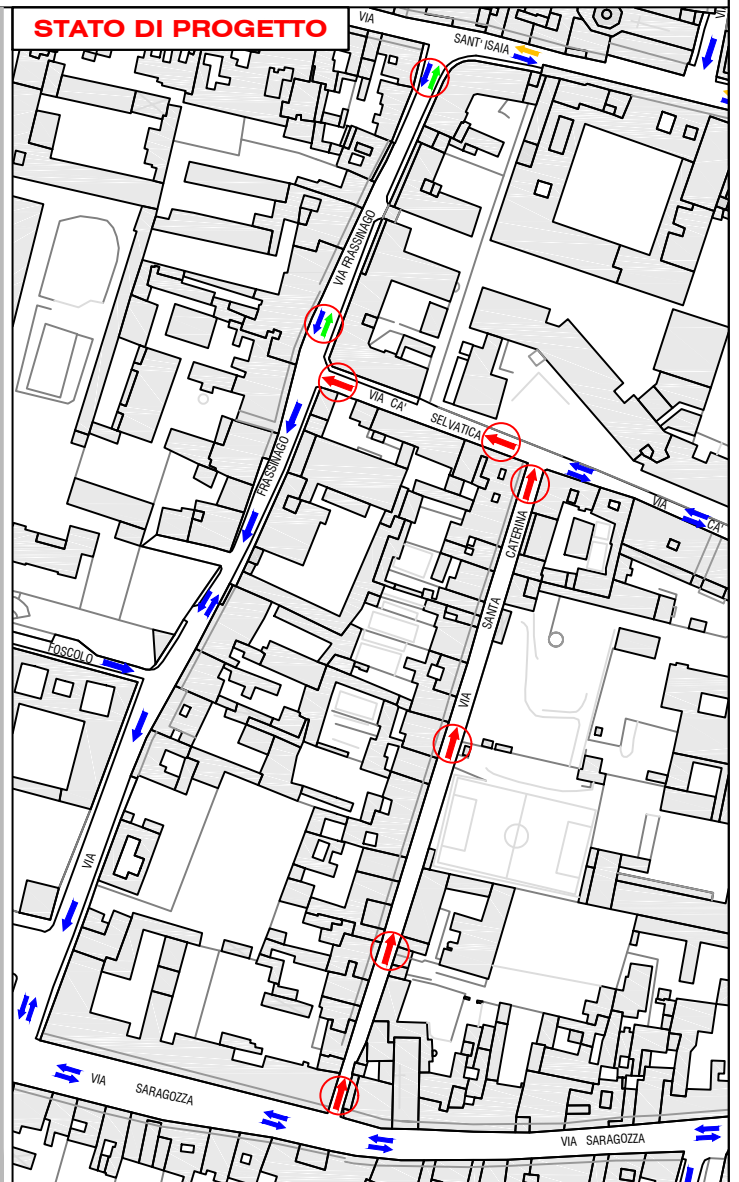 STATO DI PROGETTO
VIA
SANT' ISAIA
VIA FRASSINAGO
VIA CA'
SELVATICA
FRASSINAGO
VIA
CA'
CATERINA
SANTA
VIA
FOSCOLO
VIA
VIA
SARAGOZZA
VIA SARAGOZZA